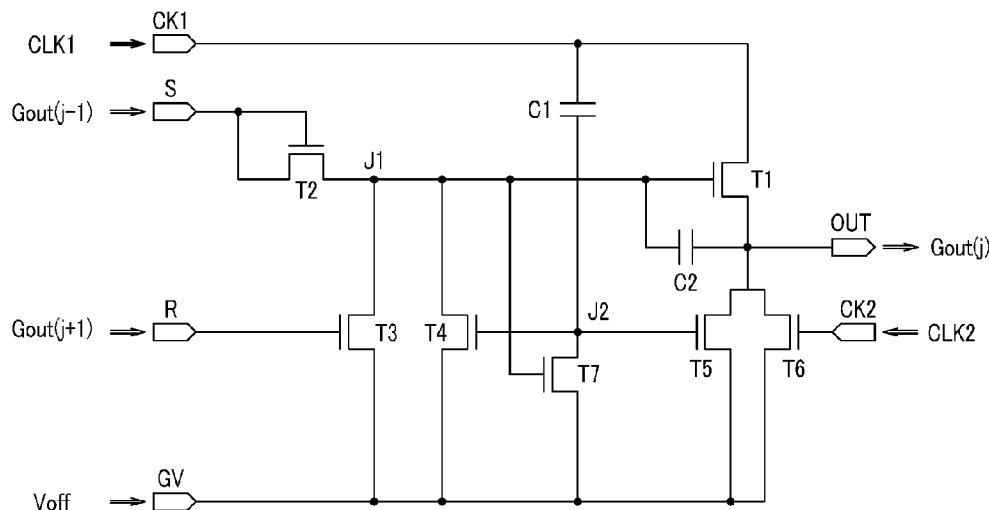 CK1
CLK1
S
Gout(j-1)
C1
J1
T2
T1
OUT
Gout(j)
C2
R
J2
CK2
Gout(j+1)
T3
T4
CLK2
T7
T5
T6
GV
Voff